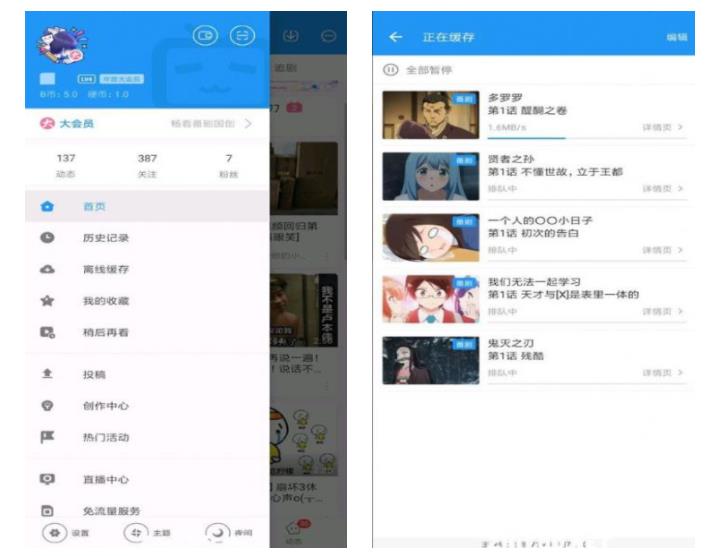 LV4 年度大会员
B币：5.0 硬币：1.0
大会员 畅看番剧国创 >
137 387 7
动态 关注 粉丝
首页
历史记录
离线缓存
我的收藏
稍后再看
投稿
创作中心
热门活动
直播中心
免流量服务
设置 主题 夜间
追剧
77
我不是卢本伟
再说一遍！
！说话不...
崩坏3休
心声o(┬...
动态
正在缓存 编辑
全部暂停
番剧 多罗罗
第1话 醍醐之卷
1.6MB/s 详情页 >
番剧 贤者之孙
第1话 不懂世故，立于王都
排队中 详情页 >
番剧 一个人的〇〇小日子
第1话 初次的告白
排队中 详情页 >
番剧 我们无法一起学习
第1话 天才与[X]是表里一体的
排队中 详情页 >
番剧 鬼灭之刃
第1话 残酷
排队中 详情页 >